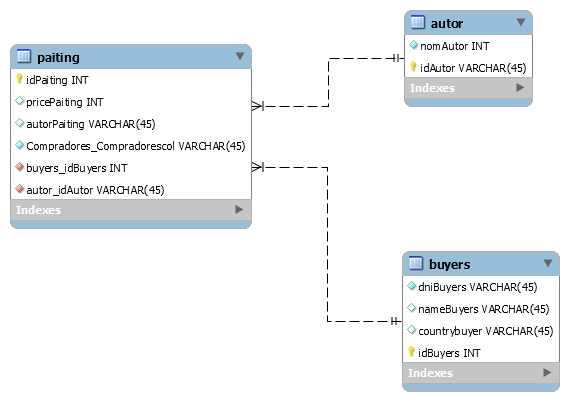 paiting
idPaiting INT
pricePaiting INT
autorPaiting VARCHAR(45)
Compradores_Compradorescol VARCHAR(45)
buyers_idBuyers INT
autor_idAutor VARCHAR(45)
Indexes
autor
nomAutor INT
idAutor VARCHAR(45)
Indexes
buyers
dniBuyers VARCHAR(45)
nameBuyers VARCHAR(45)
countrybuyer VARCHAR(45)
idBuyers INT
Indexes